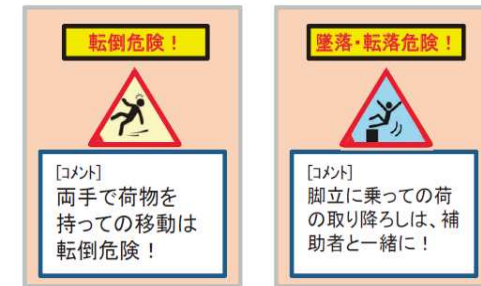 転倒危険！
[コメント]
両手で荷物を
持っての移動は
転倒危険！
墜落・転落危険！
[コメント]
脚立に乗っての荷
の取り降ろしは、補
助者と一緒に！